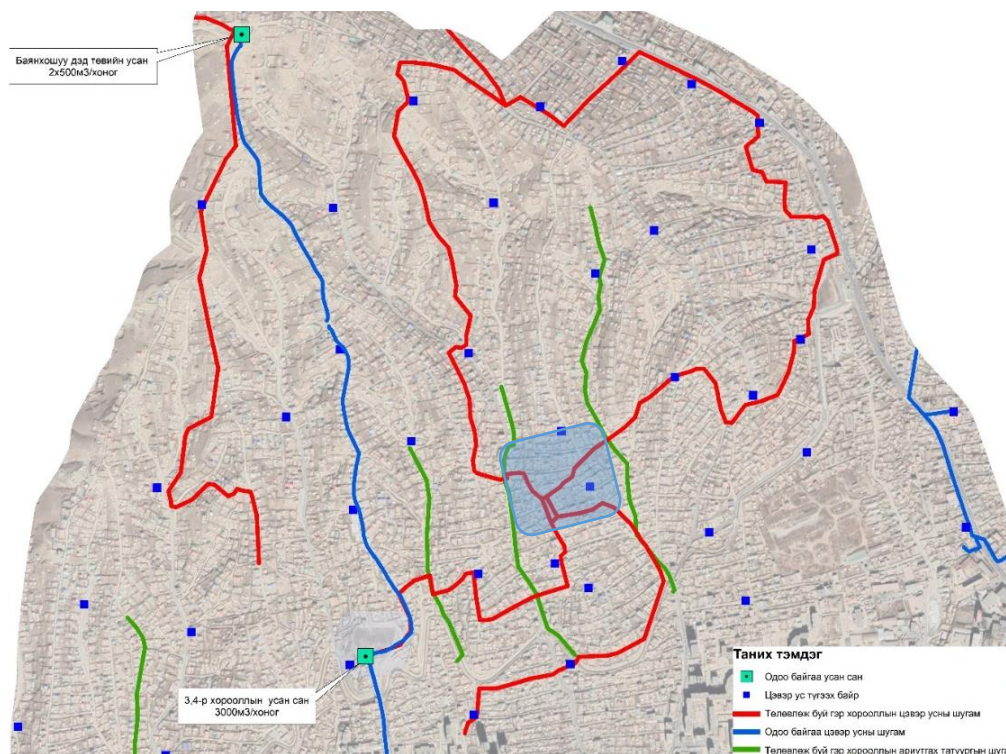 Баянхошуу дэд төвийн усан
2х500м3/хоног
3,4-р хорооллын усан сан
3000м3/хоног
Таних тэмдэг
Одоо байгаа усан сан
Цэвэр ус түгээх байр
Төлөвлөж буй гэр хорооллын цэвэр усны шугам
Одоо байгаа цэвэр усны шугам
Төлөвлөж буй гэр хорооллын ариутгах татуургын шуг